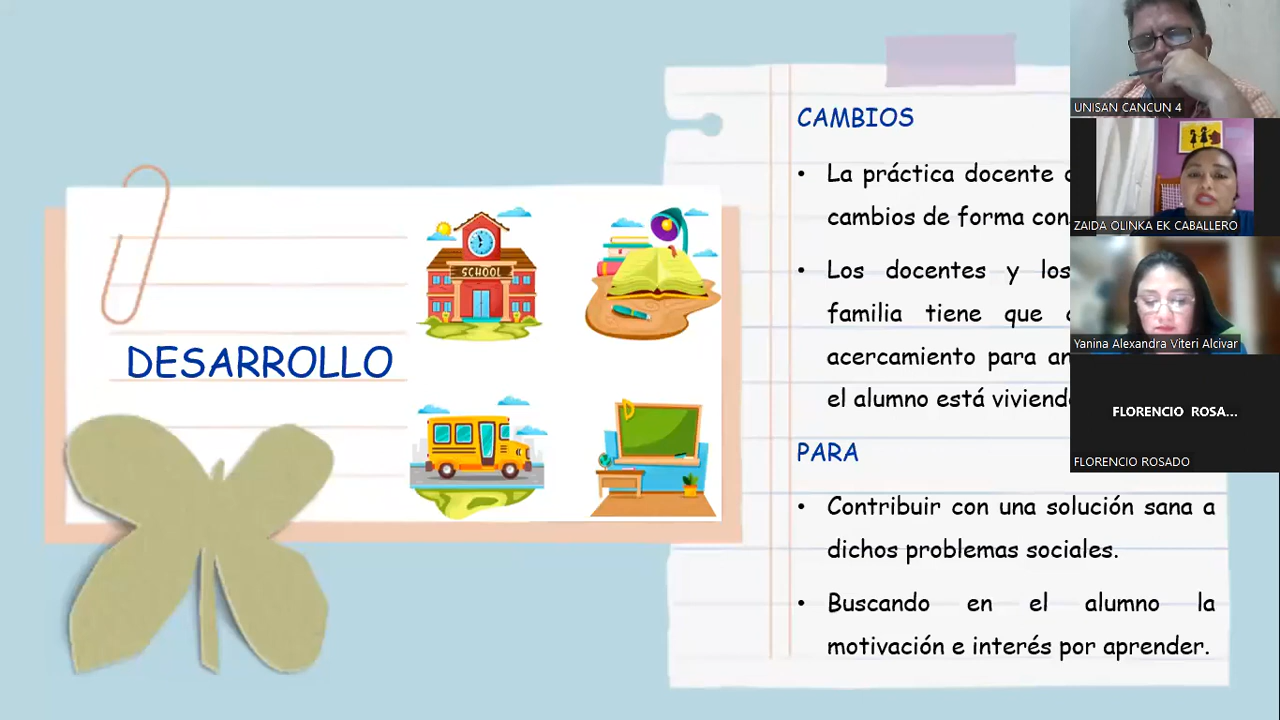 SCHOOL
DESARROLLO
CAMBIOS
• La práctica docente
cambios de forma con
• Los docentes y los
familia tiene que
acercamiento para an
el alumno está viviend
PARA
• Contribuir con una solución sana a
dichos problemas sociales.
• Buscando en el alumno la
motivación e interés por aprender.
UNISAN CANCUN 4
ZAIDA OLINKA EK CABALLERO
Yanina Alexandra Viteri Alcivar
FLORENCIO ROSA...
FLORENCIO ROSADO